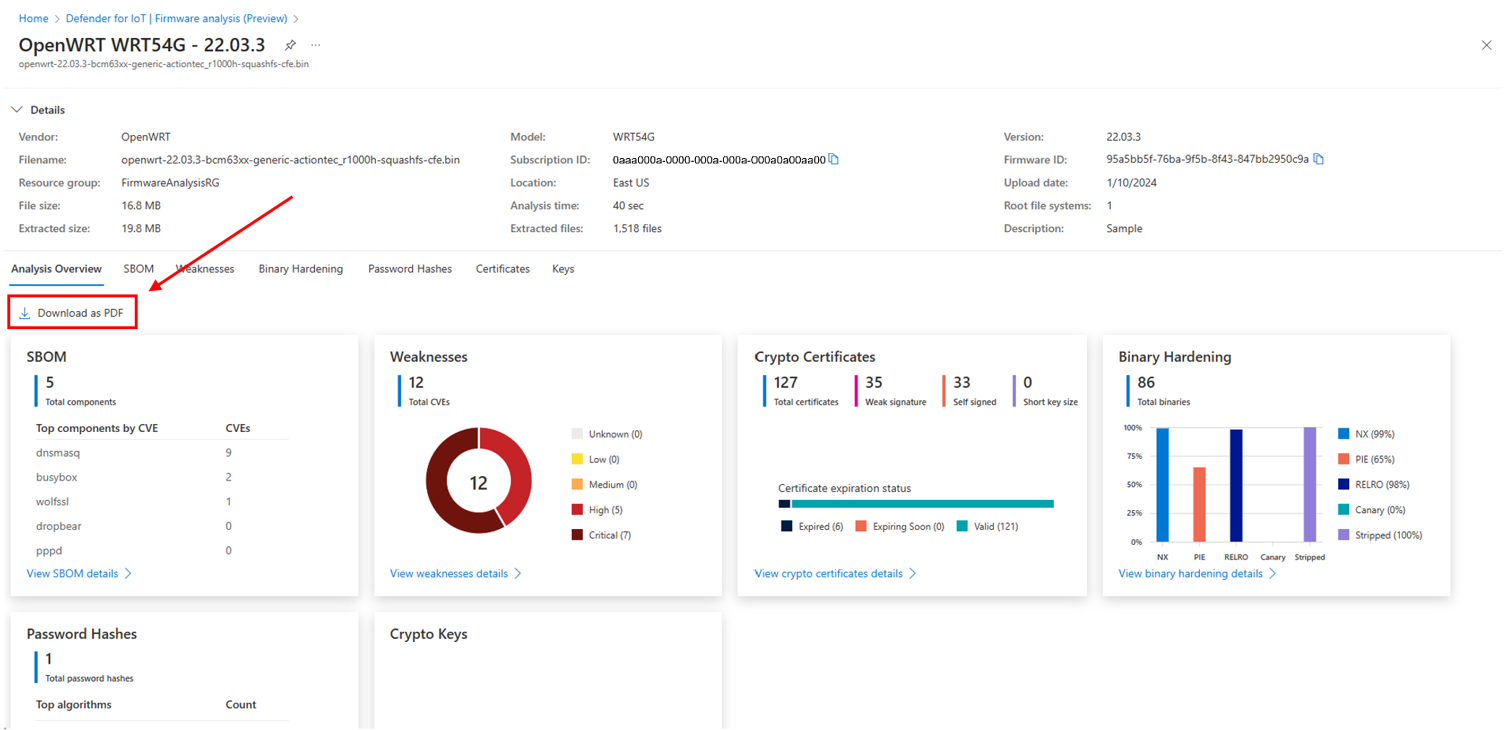 Home > Defender for IoT | Firmware analysis (Preview) >
OpenWRT WRT54G - 22.03.3 ...
openwrt-22.03.3-bcm63xx-generic-actiontec_r1000h-squashfs-cfe.bin
Details
Vendor: OpenWRT Model: WRT54G Version: 22.03.3
Filename: openwrt-22.03.3-bcm63xx-generic-actiontec_r1000h-squashfs-cfe.bin Subscription ID: 0aaa000a-0000-000a-000a-000a0a00aa00 Firmware ID: 95a5bb5f-76ba-9f5b-8f43-847bb2950c9a
Resource group: FirmwareAnalysisRG Location: East US Upload date: 1/10/2024
File size: 16.8 MB Analysis time: 40 sec Root file systems: 1
Extracted size: 19.8 MB Extracted files: 1,518 files Description: Sample
Analysis Overview SBOM Weaknesses Binary Hardening Password Hashes Certificates Keys
Download as PDF
SBOM
5
Total components
Top components by CVE CVEs
dnsmasq 9
busybox 2
wolfssl 1
dropbear 0
pppd 0
View SBOM details >
Weaknesses
12
Total CVEs
12
Unknown (0)
Low (0)
Medium (0)
High (5)
Critical (7)
View weaknesses details >
Crypto Certificates
127 35 33 0
Total certificates Weak signature Self signed Short key size
Certificate expiration status
Expired (6) Expiring Soon (0) Valid (121)
View crypto certificates details >
Binary Hardening
86
Total binaries
100%
75%
50%
25%
0%
NX PIE RELRO Canary Stripped
NX (99%)
PIE (65%)
RELRO (98%)
Canary (0%)
Stripped (100%)
View binary hardening details >
Password Hashes
1
Total password hashes
Top algorithms Count
Crypto Keys